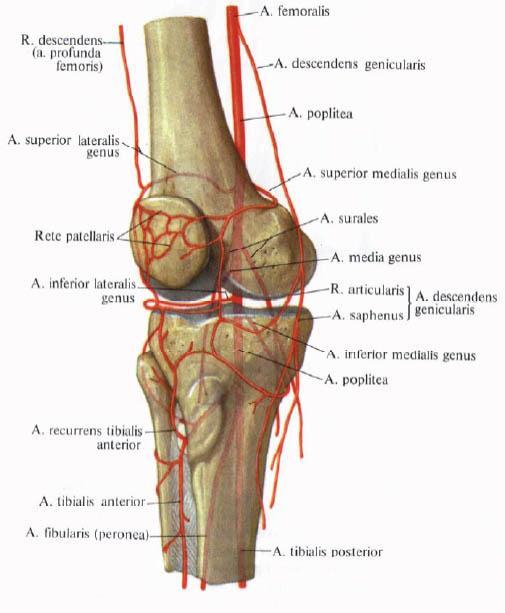 A. femoralis
R. descendens
(a. profunda
femoris)
A. descendens genicularis
A. poplitea
A. superior lateralis
genus
A. superior medialis genus
A. surales
Rete patellaris
A. media genus
A. inferior lateralis
genus
R. articularis
A. saphenus
A. descendens
genicularis
A. inferior medialis genus
A. poplitea
A. recurrens tibialis
anterior
A. tibialis anterior
A. fibularis (peronea)
A. tibialis posterior